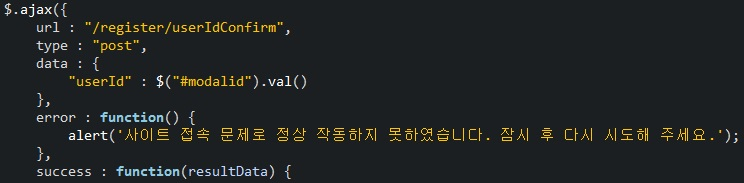 $.ajax({
    url : "/register/userIdConfirm",
    type : "post",
    data : {
        "userId" : $("#modalid").val()
    },
    error : function() {
        alert('사이트 접속 문제로 정상 작동하지 못하였습니다. 잠시 후 다시 시도해 주세요.');
    },
    success : function(resultData) {